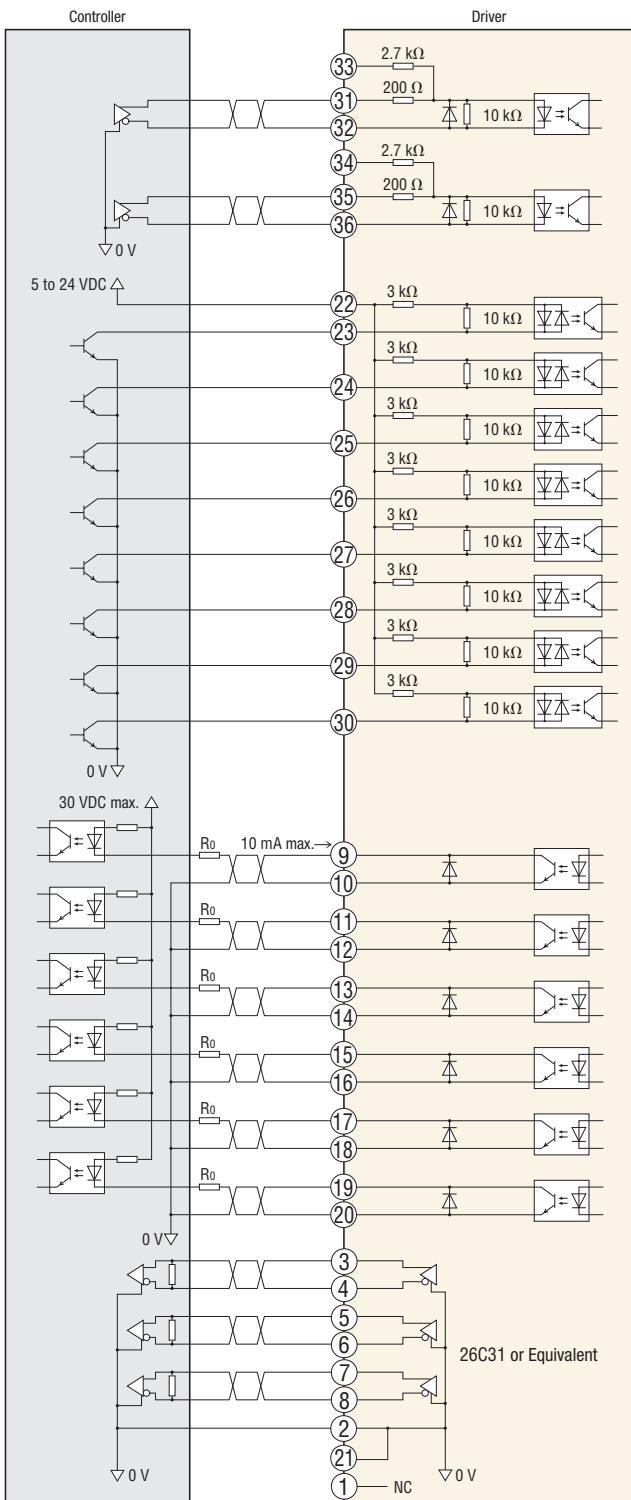 Controller Driver
33 2.7 kΩ
31 200 Ω
32 10 kΩ
34 2.7 kΩ
35 200 Ω
36 10 kΩ
0 V
5 to 24 VDC
22 3 kΩ
23 10 kΩ
3 kΩ
24 10 kΩ
3 kΩ
25 10 kΩ
3 kΩ
26 10 kΩ
3 kΩ
27 10 kΩ
3 kΩ
28 10 kΩ
3 kΩ
29 10 kΩ
3 kΩ
30 10 kΩ
0 V
30 VDC max.
R0 10 mA max. 9
10
R0 11
12
R0 13
14
R0 15
16
R0 17
18
R0 19
20
0 V
3
4
5
6
26C31 or Equivalent
7
8
2
21
0 V 0 V
1 NC